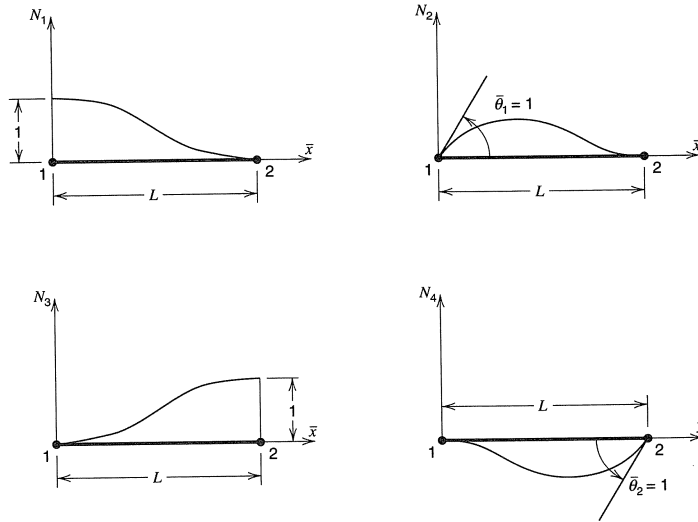 N₁
1
x̄
1
2
L
N₂
θ̄₁ = 1
x̄
1
2
L
N₃
1
x̄
1
2
L
N₄
L
1
2
θ̄₂ = 1